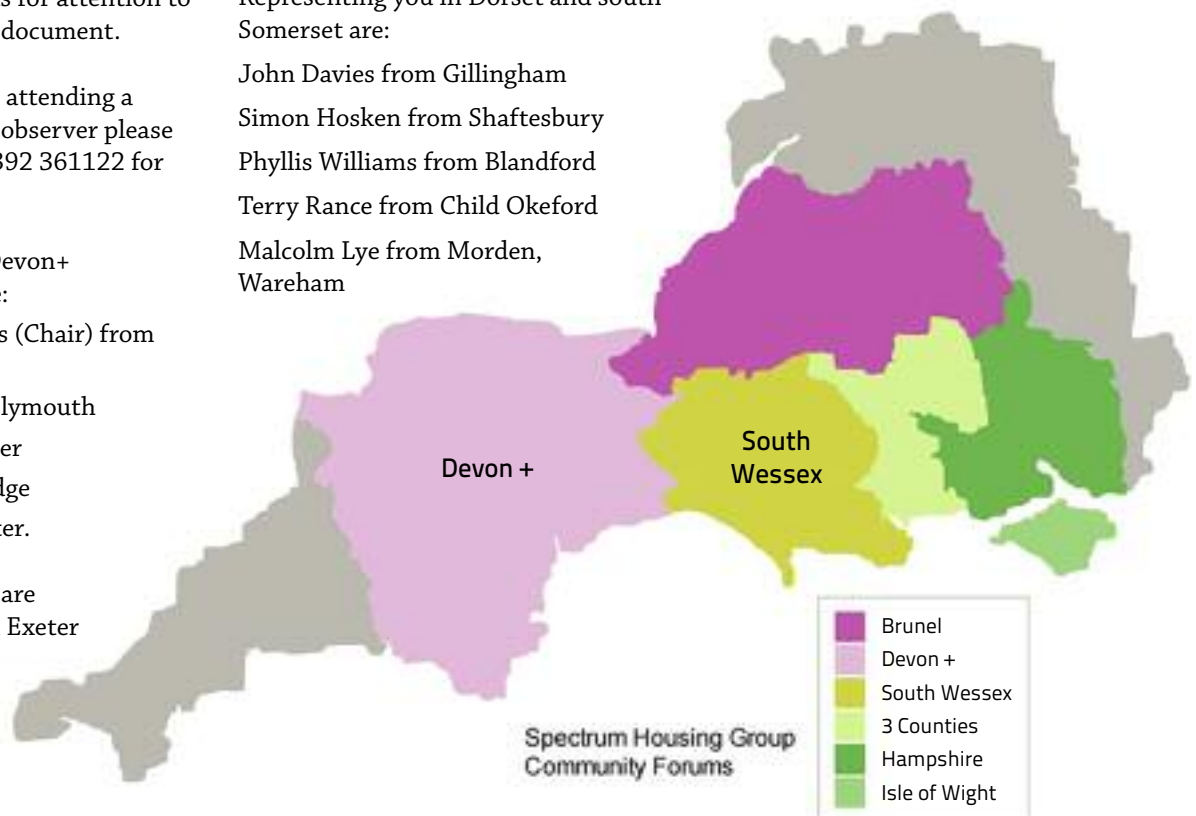 s for attention to
document.
attending a
observer please
392 361122 for
Devon+
e:
s (Chair) from
lymouth
er
dge
ter.
are
Exeter
Representing you in Dorset and south
Somerset are:
John Davies from Gillingham
Simon Hosken from Shaftesbury
Phyllis Williams from Blandford
Terry Rance from Child Okeford
Malcolm Lye from Morden,
Wareham
Devon +
South
Wessex
Spectrum Housing Group
Community Forums
Brunel
Devon +
South Wessex
3 Counties
Hampshire
Isle of Wight